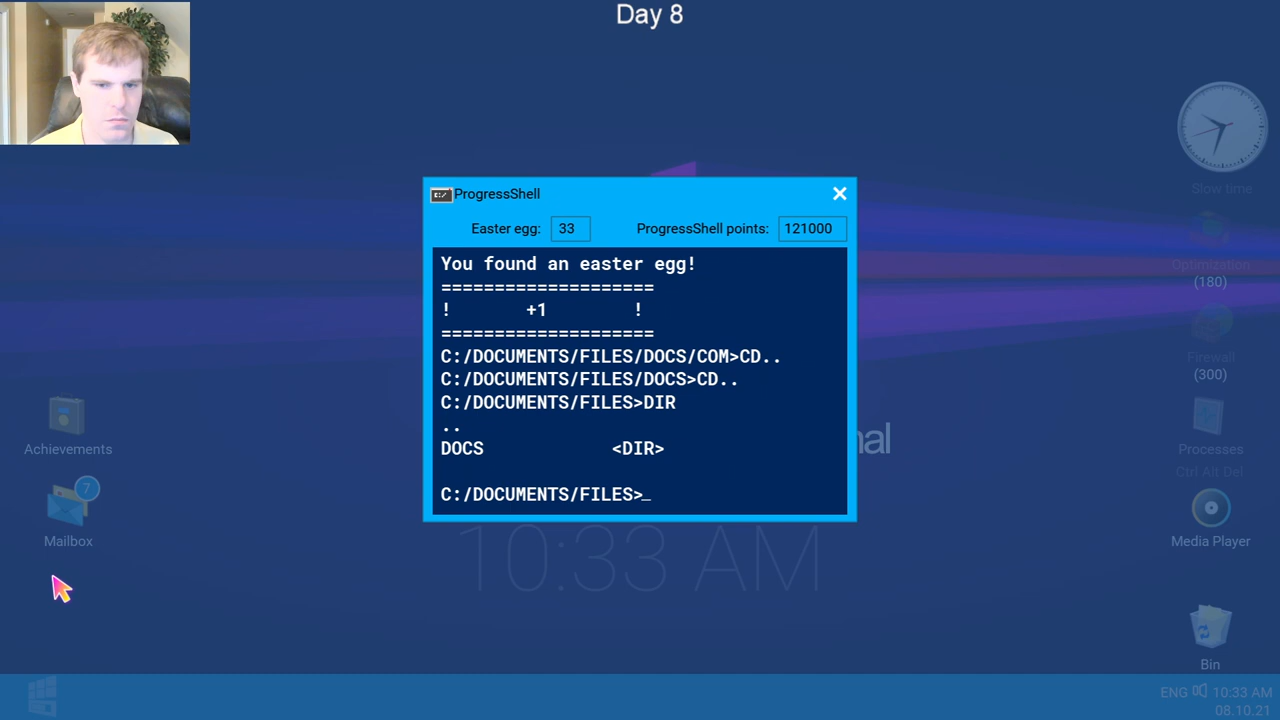 Day 8
Slow time
Optimization
(180)
Firewall
(300)
Processes
Ctrl Alt Del
Media Player
Bin
Achievements
7
Mailbox
ProgressShell
Easter egg: 33 ProgressShell points: 121000
You found an easter egg!
====================
! +1 !
====================
C:/DOCUMENTS/FILES/DOCS/COM>CD..
C:/DOCUMENTS/FILES/DOCS>CD..
C:/DOCUMENTS/FILES>DIR
..
DOCS <DIR>
C:/DOCUMENTS/FILES>_
nal
10:33 AM
ENG 10:33 AM
08.10.21